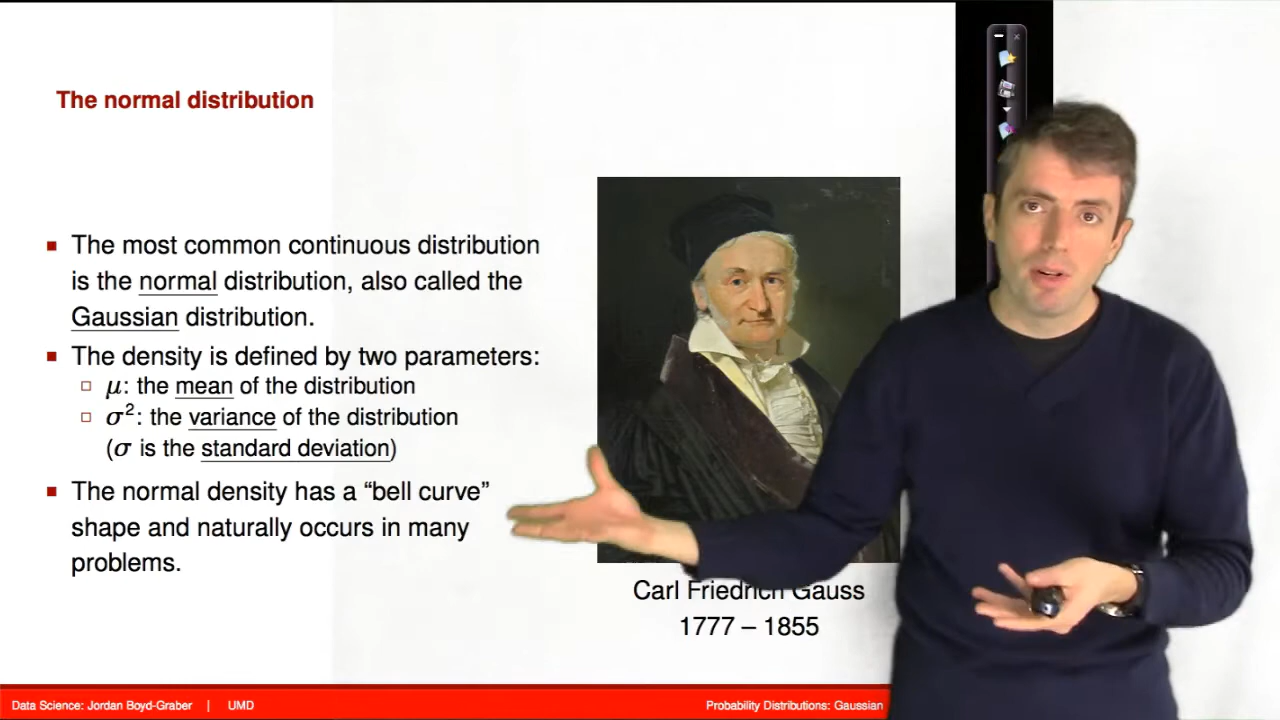 The normal distribution
The most common continuous distribution
is the normal distribution, also called the
Gaussian distribution.
The density is defined by two parameters:
μ: the mean of the distribution
σ²: the variance of the distribution
(σ is the standard deviation)
The normal density has a “bell curve”
shape and naturally occurs in many
problems.
Carl Friedrich Gauss
1777 – 1855
Data Science: Jordan Boyd-Graber | UMD
Probability Distributions: Gaussian